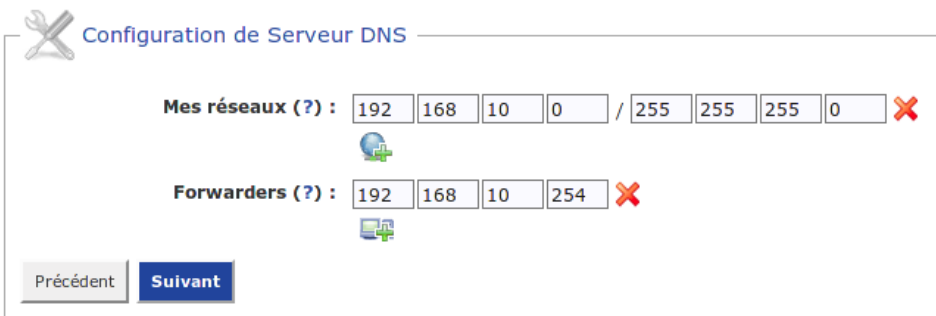 Configuration de Serveur DNS
Mes réseaux (?) : 192 168 10 0 / 255 255 255 0
Forwarders (?) : 192 168 10 254
Précédent Suivant